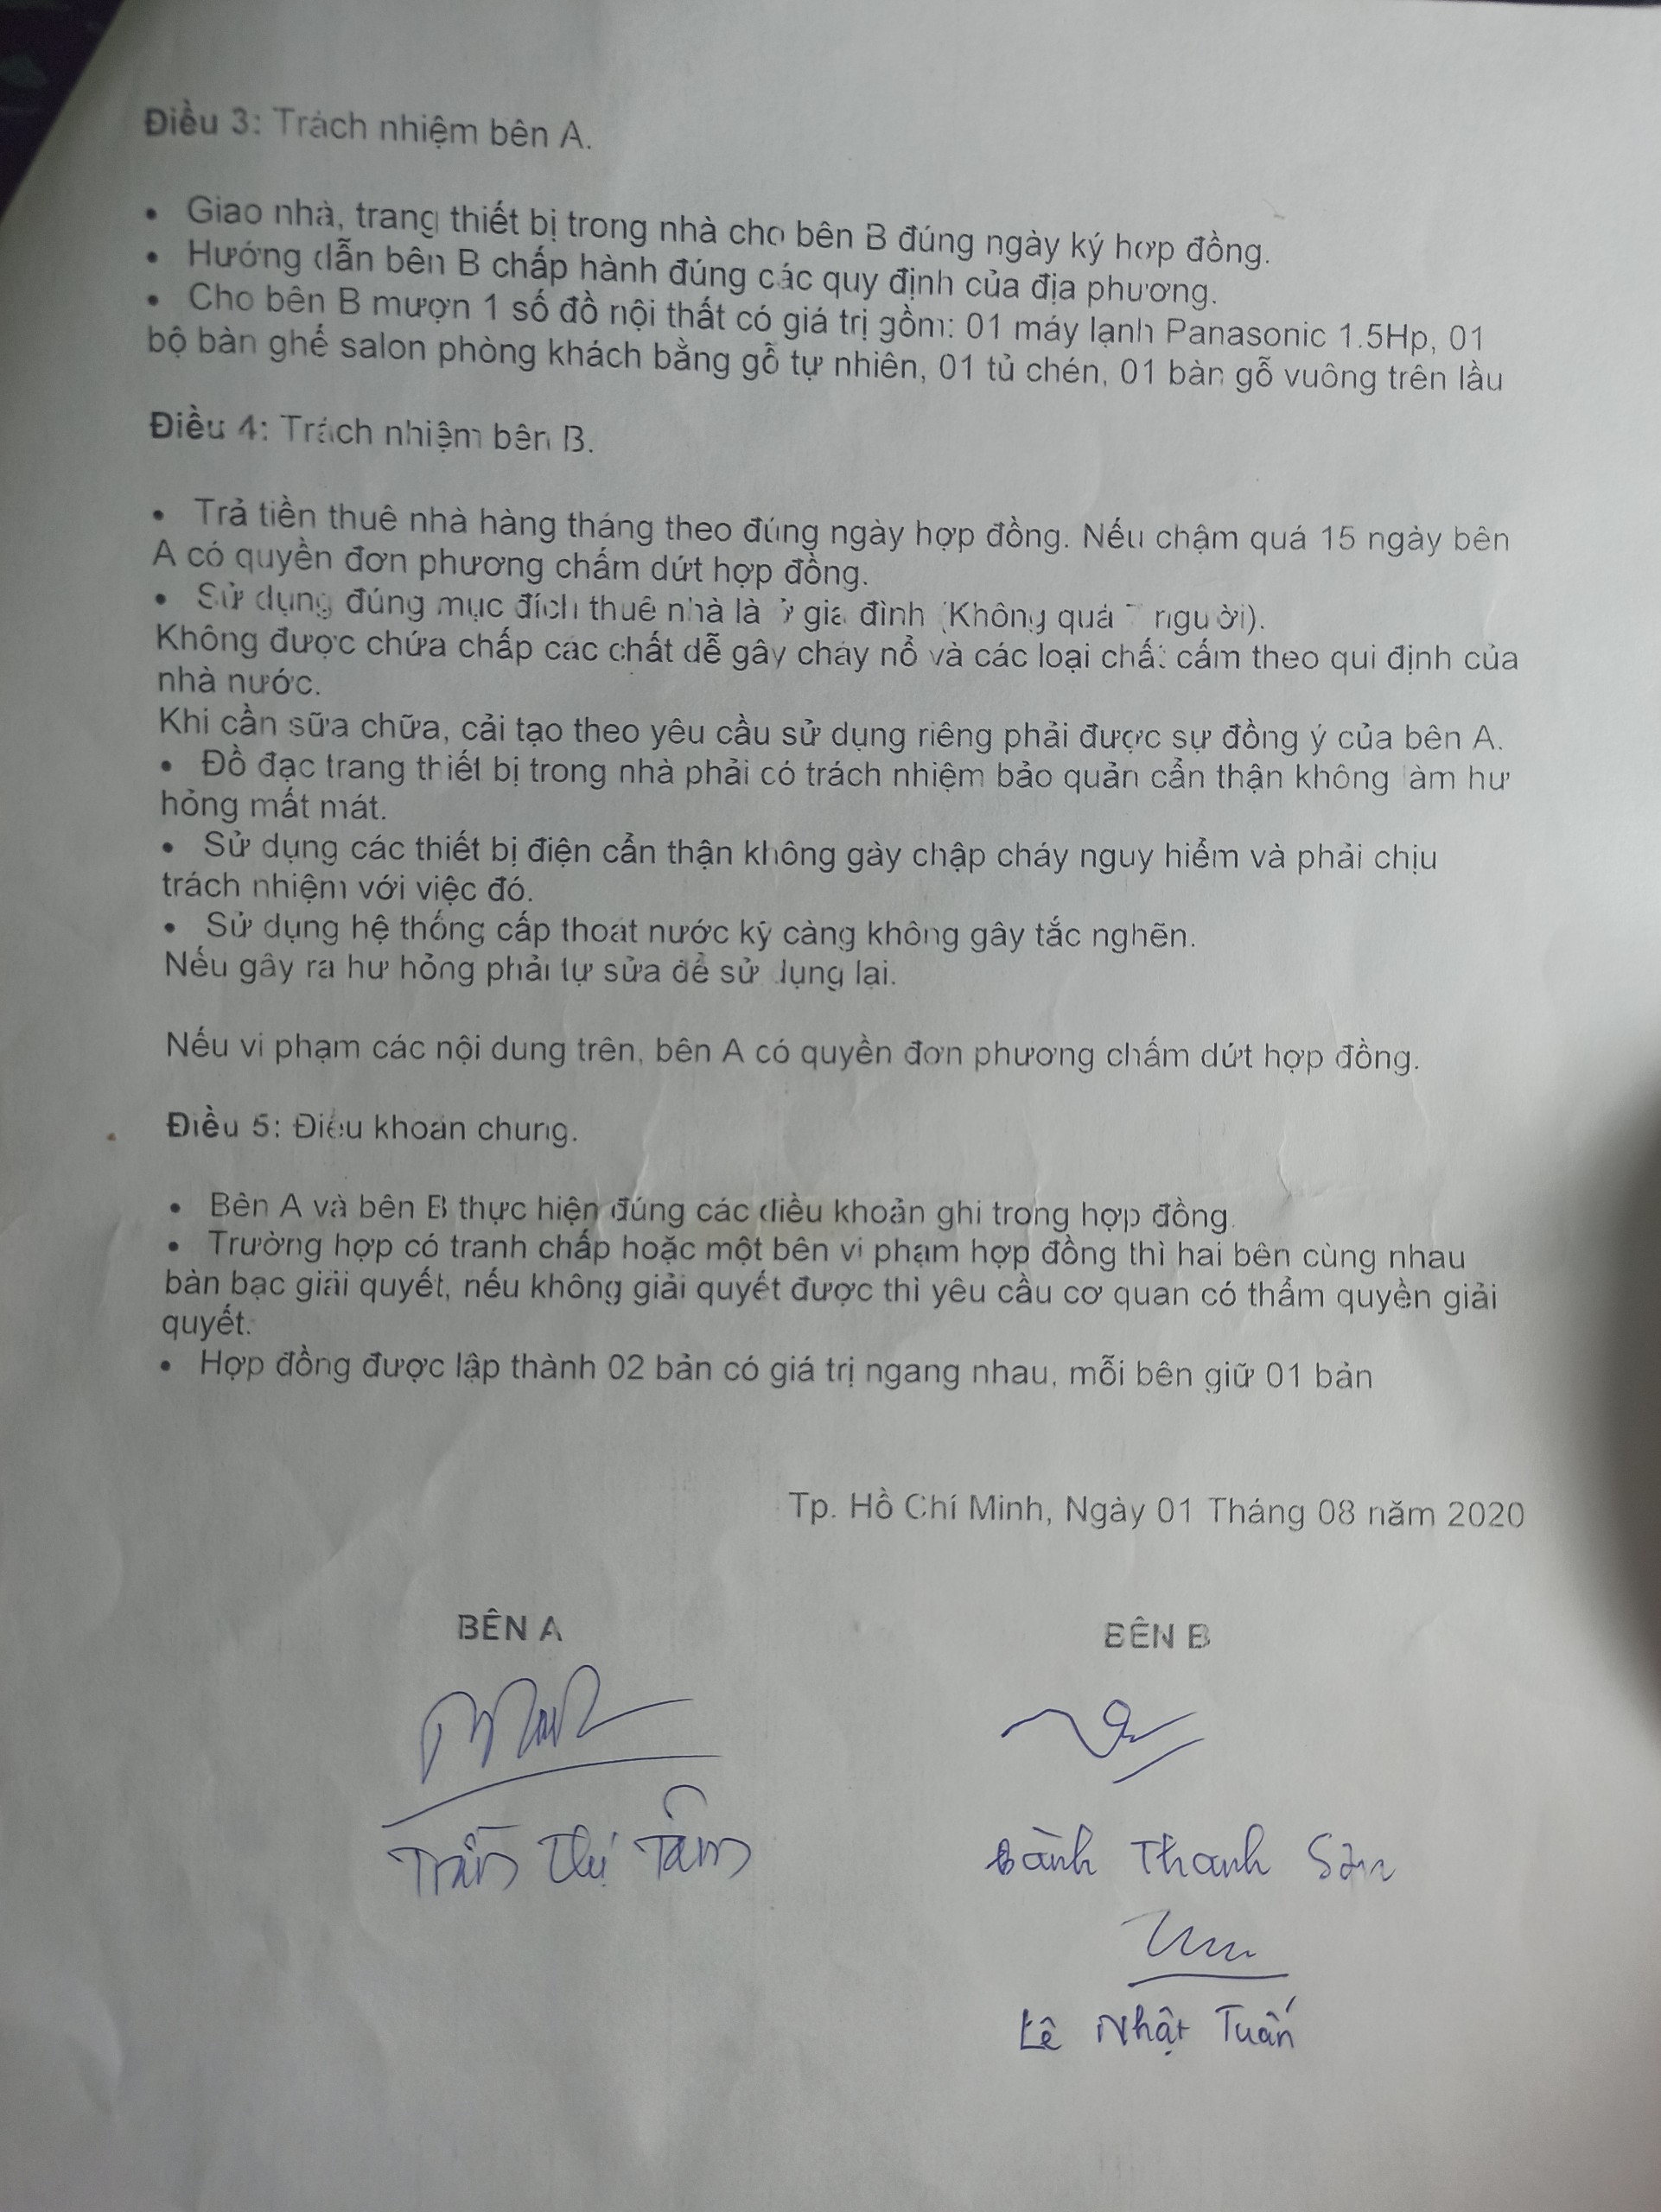 Điều 3: Trách nhiệm bên A.
• Giao nhà, trang thiết bị trong nhà cho bên B đúng ngày ký hợp đồng.
• Hướng dẫn bên B chấp hành đúng các quy định của địa phương.
• Cho bên B mượn 1 số đồ nội thất có giá trị gồm: 01 máy lạnh Panasonic 1.5Hp, 01
bộ bàn ghế salon phòng khách bằng gỗ tự nhiên, 01 tủ chén, 01 bàn gỗ vuông trên lầu
Điều 4: Trách nhiệm bên B.
• Trả tiền thuê nhà hàng tháng theo đúng ngày hợp đồng. Nếu chậm quá 15 ngày bên
A có quyền đơn phương chấm dứt hợp đồng.
• Sử dụng đúng mục đích thuê nhà là ở gia đình (Không quá 7 người).
Không được chứa chấp các chất dễ gây cháy nổ và các loại chất cấm theo qui định của
nhà nước.
Khi cần sữa chữa, cải tạo theo yêu cầu sử dụng riêng phải được sự đồng ý của bên A.
• Đồ đạc trang thiết bị trong nhà phải có trách nhiệm bảo quản cẩn thận không làm hư
hỏng mất mát.
• Sử dụng các thiết bị điện cẩn thận không gây chập cháy nguy hiểm và phải chịu
trách nhiệm với việc đó.
• Sử dụng hệ thống cấp thoát nước kỹ càng không gây tắc nghẽn.
Nếu gây ra hư hỏng phải tự sửa để sử dụng lại.
Nếu vi phạm các nội dung trên, bên A có quyền đơn phương chấm dứt hợp đồng.
Điều 5: Điều khoản chung.
• Bên A và bên B thực hiện đúng các điều khoản ghi trong hợp đồng.
• Trường hợp có tranh chấp hoặc một bên vi phạm hợp đồng thì hai bên cùng nhau
bàn bạc giải quyết, nếu không giải quyết được thì yêu cầu cơ quan có thẩm quyền giải
quyết.
• Hợp đồng được lập thành 02 bản có giá trị ngang nhau, mỗi bên giữ 01 bản
Tp. Hồ Chí Minh, Ngày 01 Tháng 08 năm 2020
BÊN A BÊN B
Trần Thị Tâm Thanh
Lê Nhật Tuấn